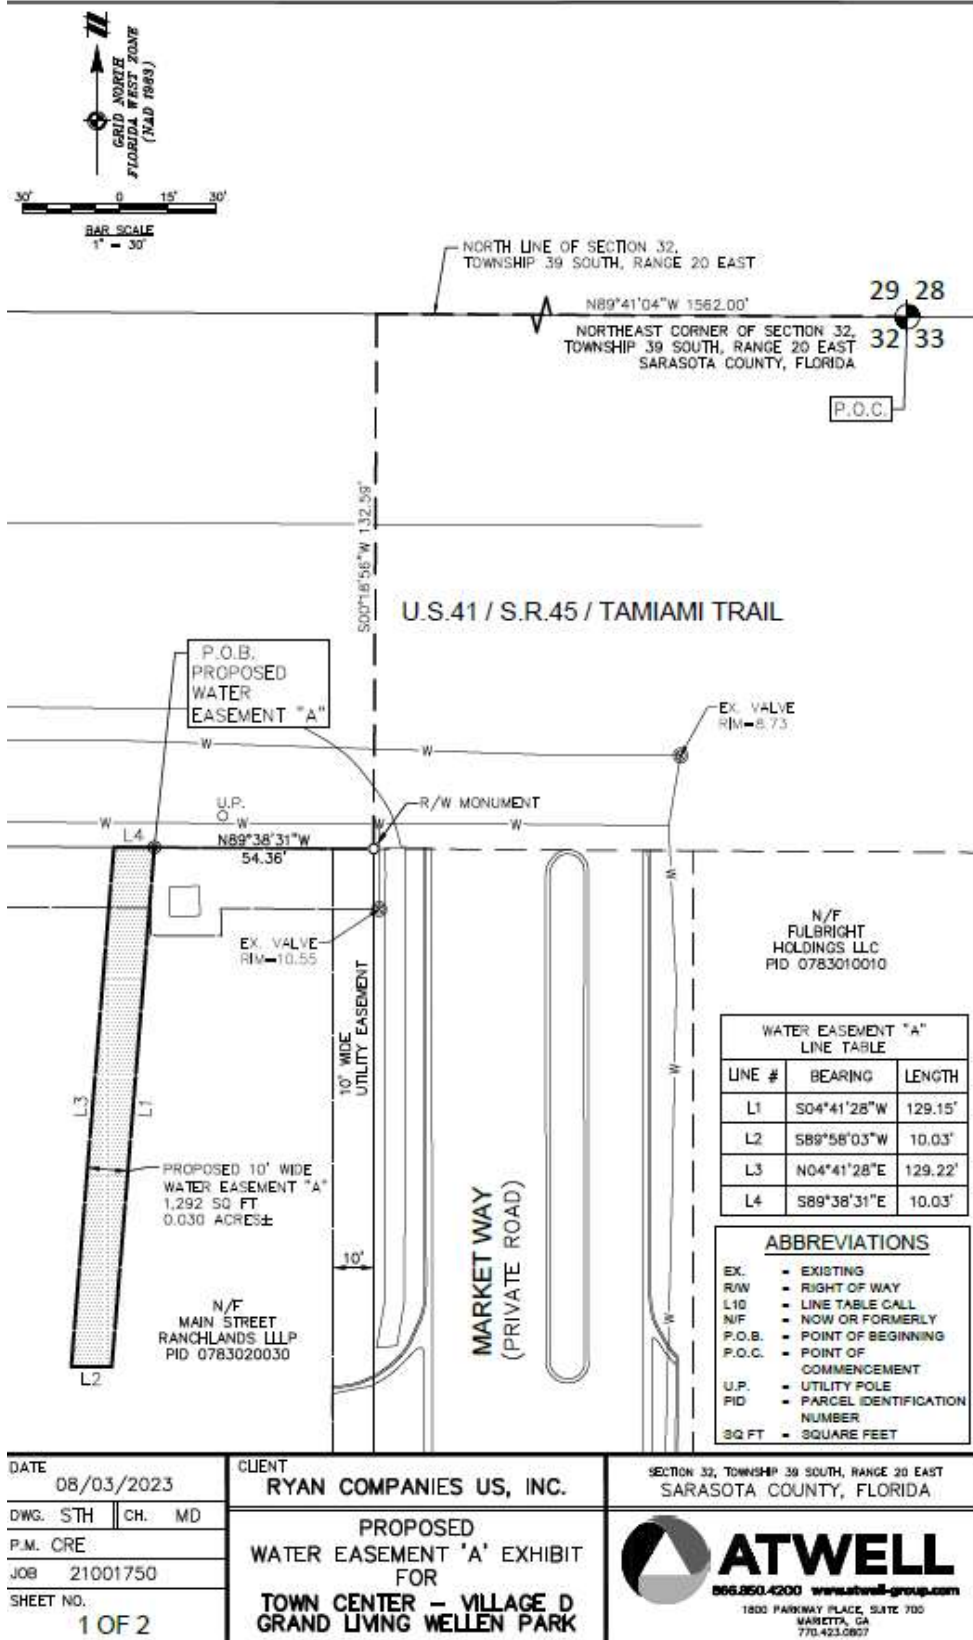 GRID NORTH
FLORIDA WEST ZONE
(NAD 1983)
30' 0 15' 30'
BAR SCALE
1" = 30'
NORTH LINE OF SECTION 32,
TOWNSHIP 39 SOUTH, RANGE 20 EAST
N89°41'04"W 1562.00'
29 28
32 33
NORTHEAST CORNER OF SECTION 32,
TOWNSHIP 39 SOUTH, RANGE 20 EAST
SARASOTA COUNTY, FLORIDA
P.O.C.
S00°18'56"W 132.59'
U.S.41 / S.R.45 / TAMIAMI TRAIL
P.O.B.
PROPOSED
WATER
EASEMENT "A"
EX. VALVE
RIM=8.73
W
W
U.P.
R/W MONUMENT
W
W
W
W
L4
N89°38'31"W
54.36'
W
EX. VALVE
RIM=10.55
N/F
FULBRIGHT
HOLDINGS LLC
PID 0783010010
10' WIDE
UTILITY EASEMENT
L3
L1
W
PROPOSED 10' WIDE
WATER EASEMENT "A"
1,292 SQ FT
0.030 ACRES±
10'
MARKET WAY
(PRIVATE ROAD)
N/F
MAIN STREET
RANCHLANDS LLLP
PID 0783020030
L2
W
WATER EASEMENT "A"
LINE TABLE
LINE # BEARING LENGTH
L1 S04°41'28"W 129.15'
L2 S89°58'03"W 10.03'
L3 N04°41'28"E 129.22'
L4 S89°38'31"E 10.03'
ABBREVIATIONS
EX. = EXISTING
R/W = RIGHT OF WAY
L10 = LINE TABLE CALL
N/F = NOW OR FORMERLY
P.O.B. = POINT OF BEGINNING
P.O.C. = POINT OF
COMMENCEMENT
U.P. = UTILITY POLE
PID = PARCEL IDENTIFICATION
NUMBER
SQ FT = SQUARE FEET
DATE
08/03/2023
DWG. STH CH. MD
P.M. CRE
JOB 21001750
SHEET NO.
1 OF 2
CLIENT
RYAN COMPANIES US, INC.
PROPOSED
WATER EASEMENT 'A' EXHIBIT
FOR
TOWN CENTER – VILLAGE D
GRAND LIVING WELLEN PARK
SECTION 32, TOWNSHIP 39 SOUTH, RANGE 20 EAST
SARASOTA COUNTY, FLORIDA
ATWELL
866.850.4200 www.atwell-group.com
1800 PARKWAY PLACE, SUITE 700
MARIETTA, GA
770.423.0807